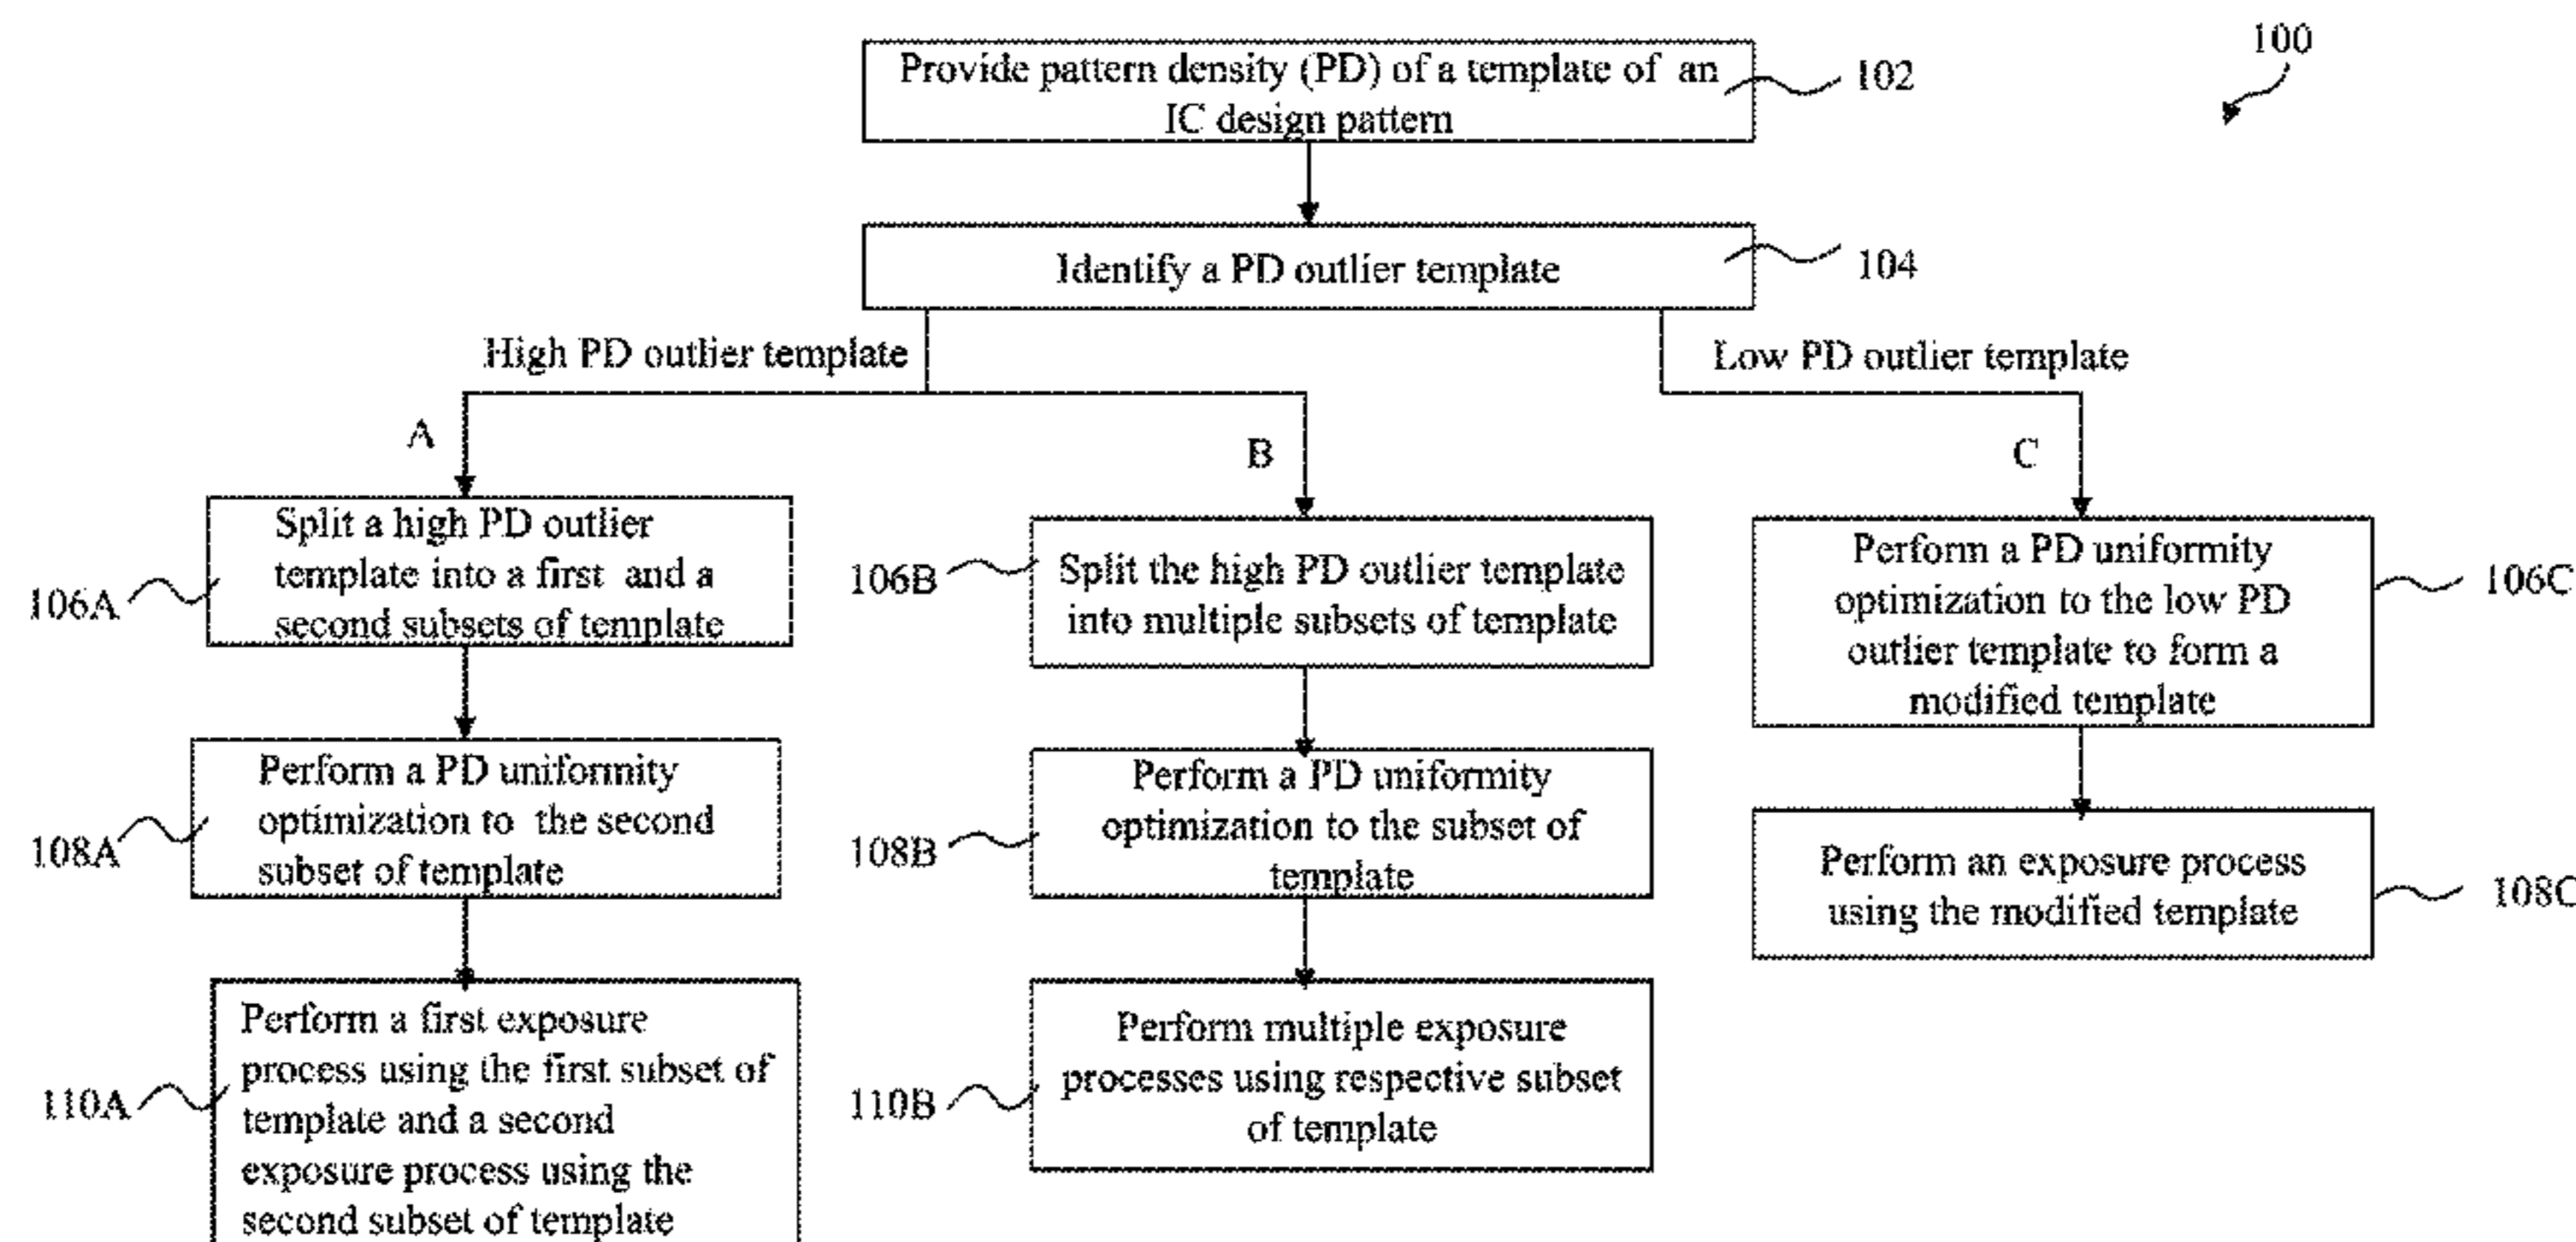 100
Provide pattern density (PD) of a template of an
IC design pattern
102
Identify a PD outlier template
104
High PD outlier template
Low PD outlier template
A
B
C
Split a high PD outlier
template into a first and a
second subsets of template
106A
106B
Split the high PD outlier template
into multiple subsets of template
Perform a PD uniformity
optimization to the low PD
outlier template to form a
modified template
106C
Perform a PD uniformity
optimization to the second
subset of template
108A
108B
Perform a PD uniformity
optimization to the subset of
template
Perform an exposure process
using the modified template
108C
Perform a first exposure
process using the first subset of
template and a second
exposure process using the
second subset of template
110A
110B
Perform multiple exposure
processes using respective subset
of template